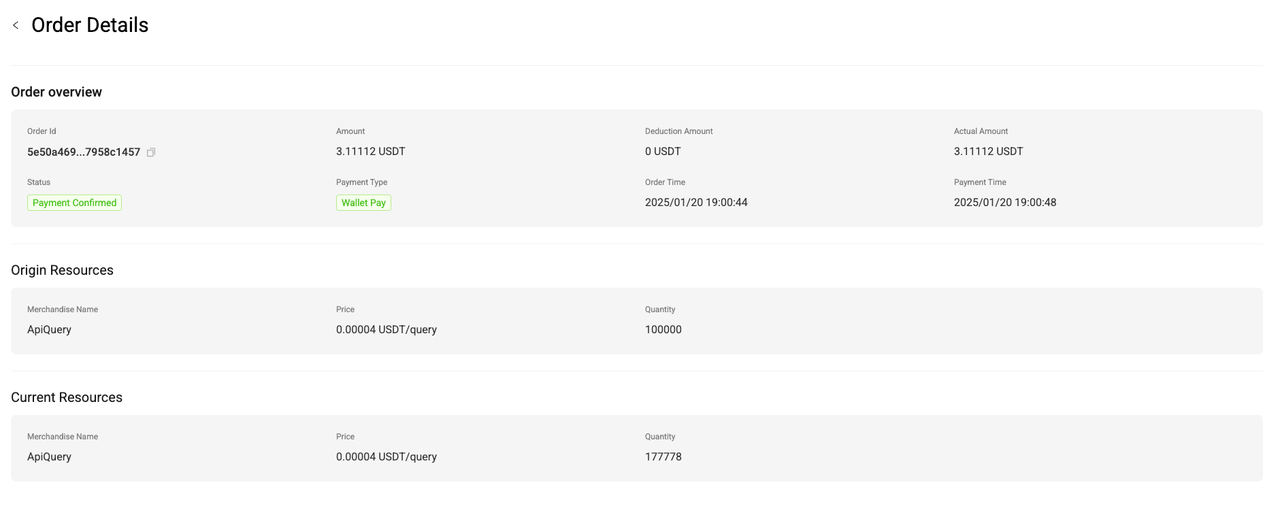 Order Details
Order overview
Order Id
Amount
Deduction Amount
Actual Amount
5e50a469...7958c1457
3.11112 USDT
0 USDT
3.11112 USDT
Status
Payment Type
Order Time
Payment Time
Payment Confirmed
Wallet Pay
2025/01/20 19:00:44
2025/01/20 19:00:48
Origin Resources
Merchandise Name
Price
Quantity
ApiQuery
0.00004 USDT/query
100000
Current Resources
Merchandise Name
Price
Quantity
ApiQuery
0.00004 USDT/query
177778